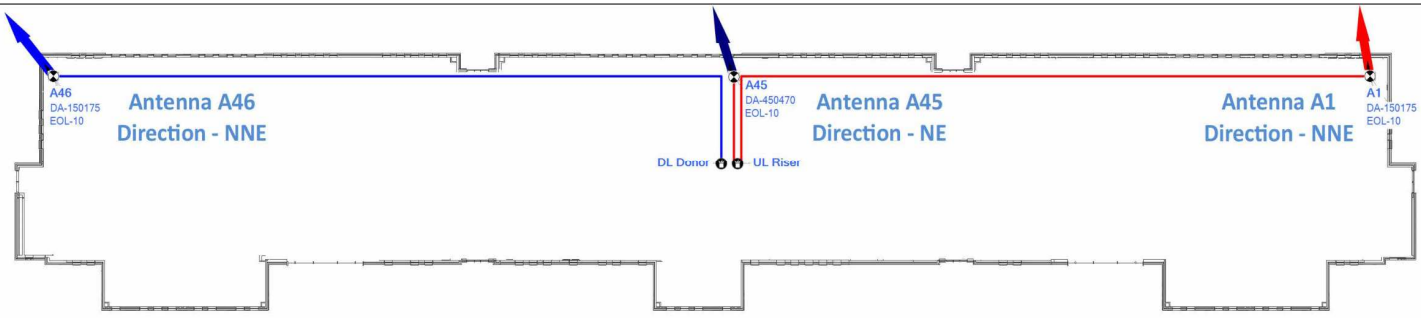 A46
DA-150175
EOL-10
Antenna A46
Direction - NNE
A45
DA-450470
EOL-10
Antenna A45
Direction - NE
Antenna A1
Direction - NNE
A1
DA-150175
EOL-10
DL Donor
UL Riser